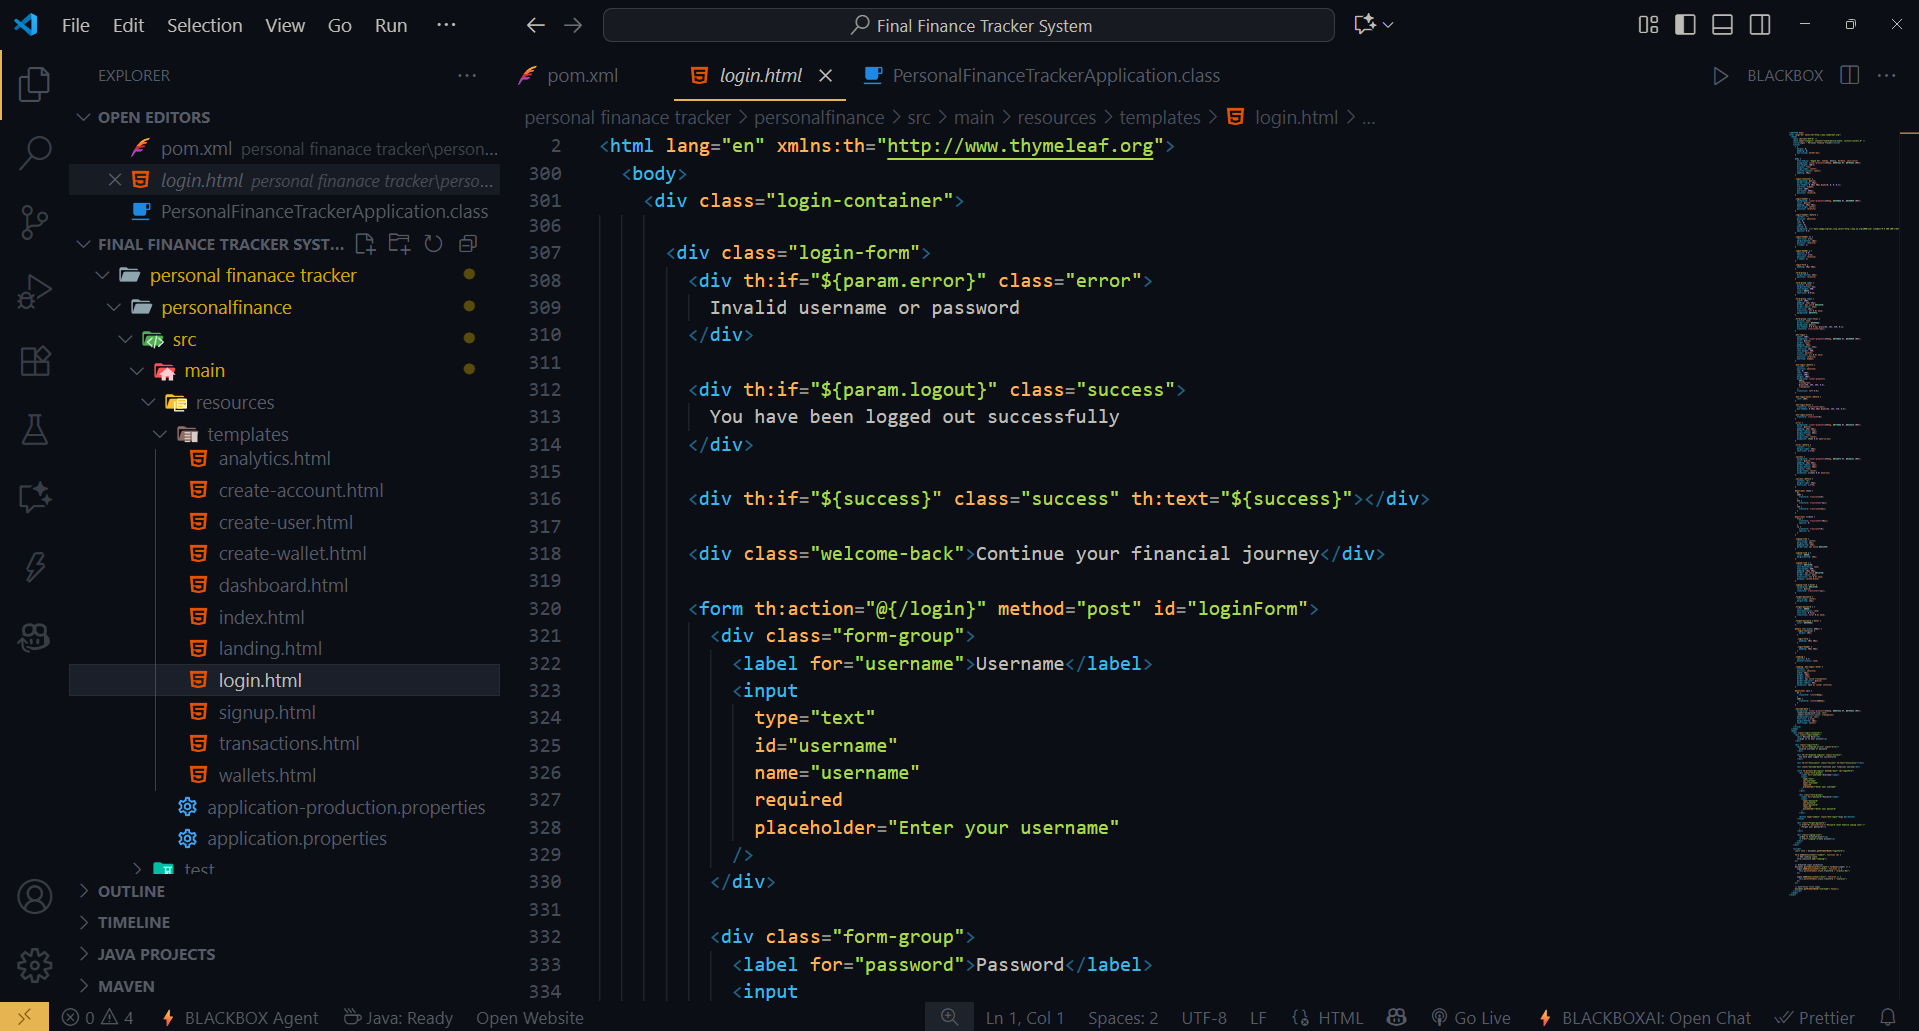 File Edit Selection View Go Run ···
Final Finance Tracker System
EXPLORER
OPEN EDITORS
pom.xml personal finanace tracker\person...
login.html personal finanace tracker\perso...
PersonalFinanceTrackerApplication.class
FINAL FINANCE TRACKER SYST...
personal finanace tracker
personalfinance
src
main
resources
templates
analytics.html
create-account.html
create-user.html
create-wallet.html
dashboard.html
index.html
landing.html
login.html
signup.html
transactions.html
wallets.html
application-production.properties
application.properties
test
OUTLINE
TIMELINE
JAVA PROJECTS
MAVEN
pom.xml login.html PersonalFinanceTrackerApplication.class BLACKBOX
personal finanace tracker > personalfinance > src > main > resources > templates > login.html > ...
2 <html lang="en" xmlns:th="http://www.thymeleaf.org">
300 <body>
301 <div class="login-container">
306
307 <div class="login-form">
308 <div th:if="${param.error}" class="error">
309 Invalid username or password
310 </div>
311
312 <div th:if="${param.logout}" class="success">
313 You have been logged out successfully
314 </div>
315
316 <div th:if="${success}" class="success" th:text="${success}"></div>
317
318 <div class="welcome-back">Continue your financial journey</div>
319
320 <form th:action="@{/login}" method="post" id="loginForm">
321 <div class="form-group">
322 <label for="username">Username</label>
323 <input
324 type="text"
325 id="username"
326 name="username"
327 required
328 placeholder="Enter your username"
329 />
330 </div>
331
332 <div class="form-group">
333 <label for="password">Password</label>
334 <input
0 4 BLACKBOX Agent Java: Ready Open Website Ln 1, Col 1 Spaces: 2 UTF-8 LF {} HTML Go Live BLACKBOXAI: Open Chat Prettier